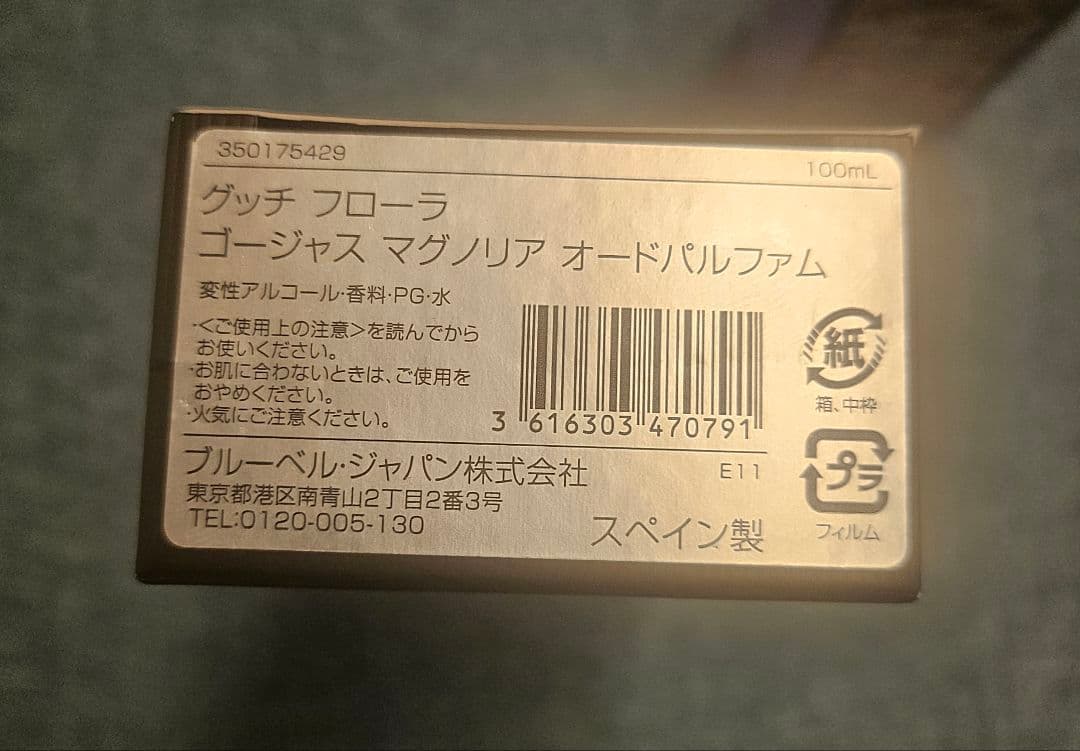 350175429
100mL
グッチ フローラ
ゴージャス マグノリア オードパルファム
変性アルコール・香料・PG・水
・<ご使用上の注意>を読んでから
お使いください。
・お肌に合わないときは、ご使用を
おやめください。
・火気にご注意ください。
3 616303 470791
紙
箱、中枠
ブルーベル・ジャパン株式会社
E11
プラ
東京都港区南青山2丁目2番3号
TEL:0120-005-130
スペイン製
フィルム